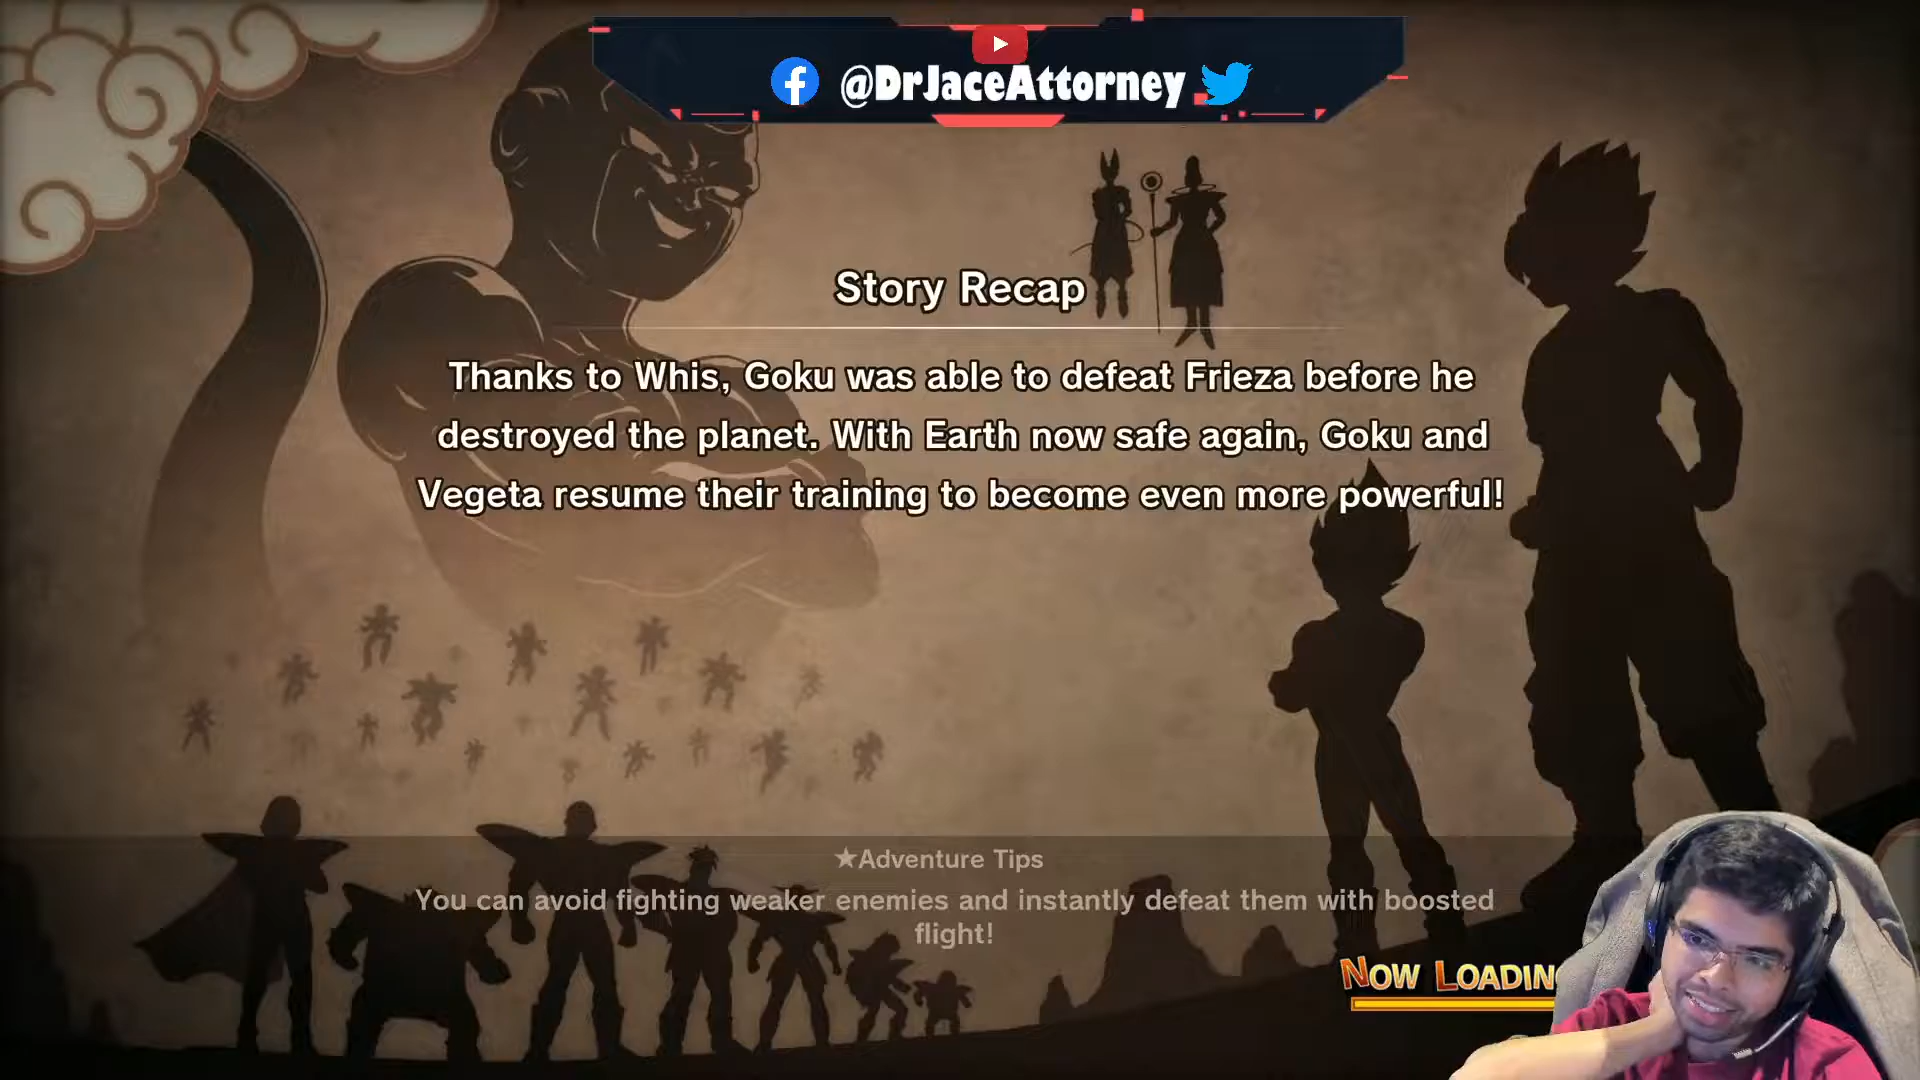 @DrJaceAttorney
Story Recap
Thanks to Whis, Goku was able to defeat Frieza before he
destroyed the planet. With Earth now safe again, Goku and
Vegeta resume their training to become even more powerful!
★Adventure Tips
You can avoid fighting weaker enemies and instantly defeat them with boosted
flight!
NOW LOADING